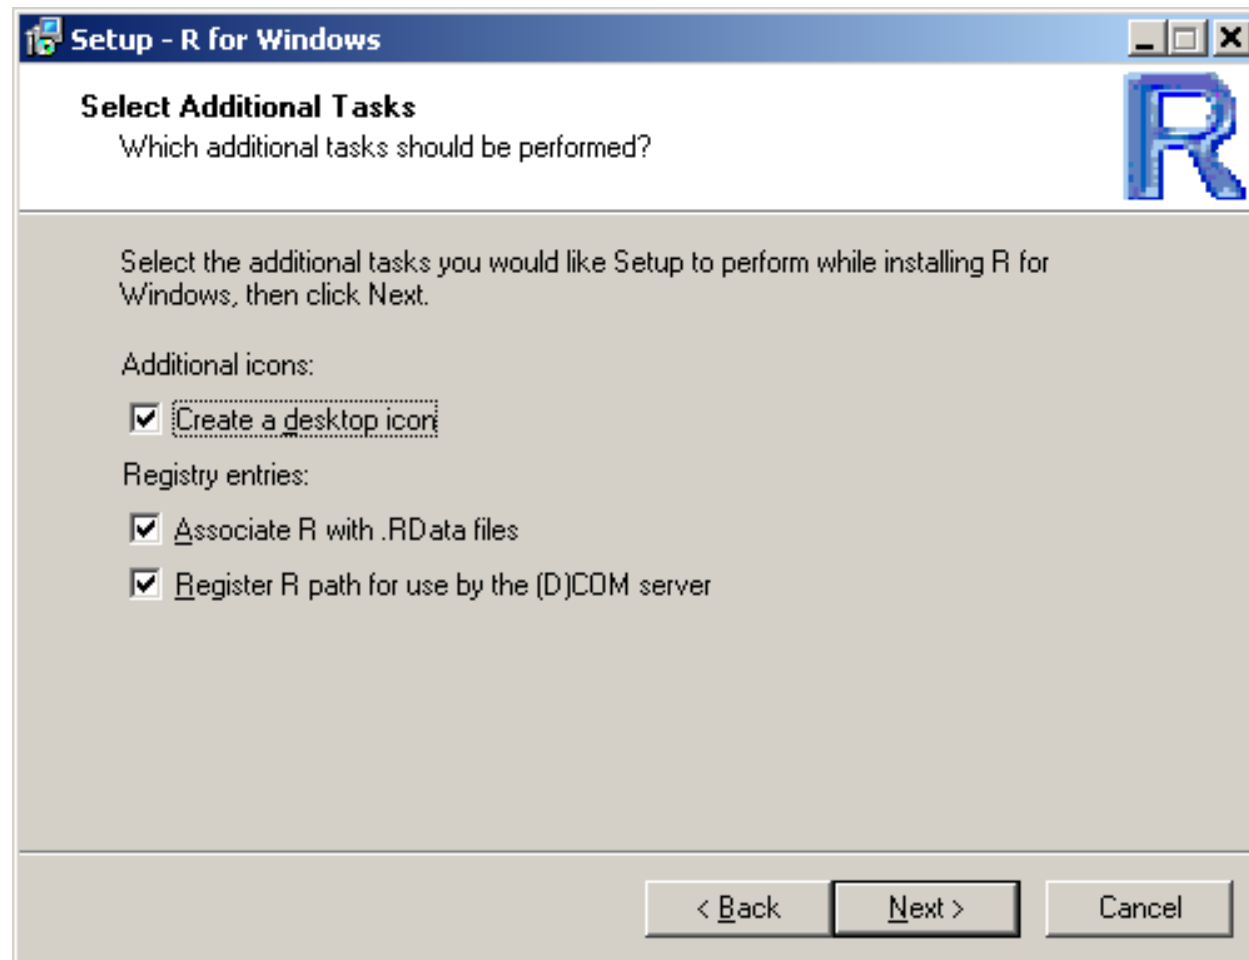 Setup - R for Windows
Select Additional Tasks
Which additional tasks should be performed?
R
Select the additional tasks you would like Setup to perform while installing R for
Windows, then click Next.
Additional icons:
Create a desktop icon
Registry entries:
Associate R with .RData files
Register R path for use by the (D)COM server
< Back
Next >
Cancel